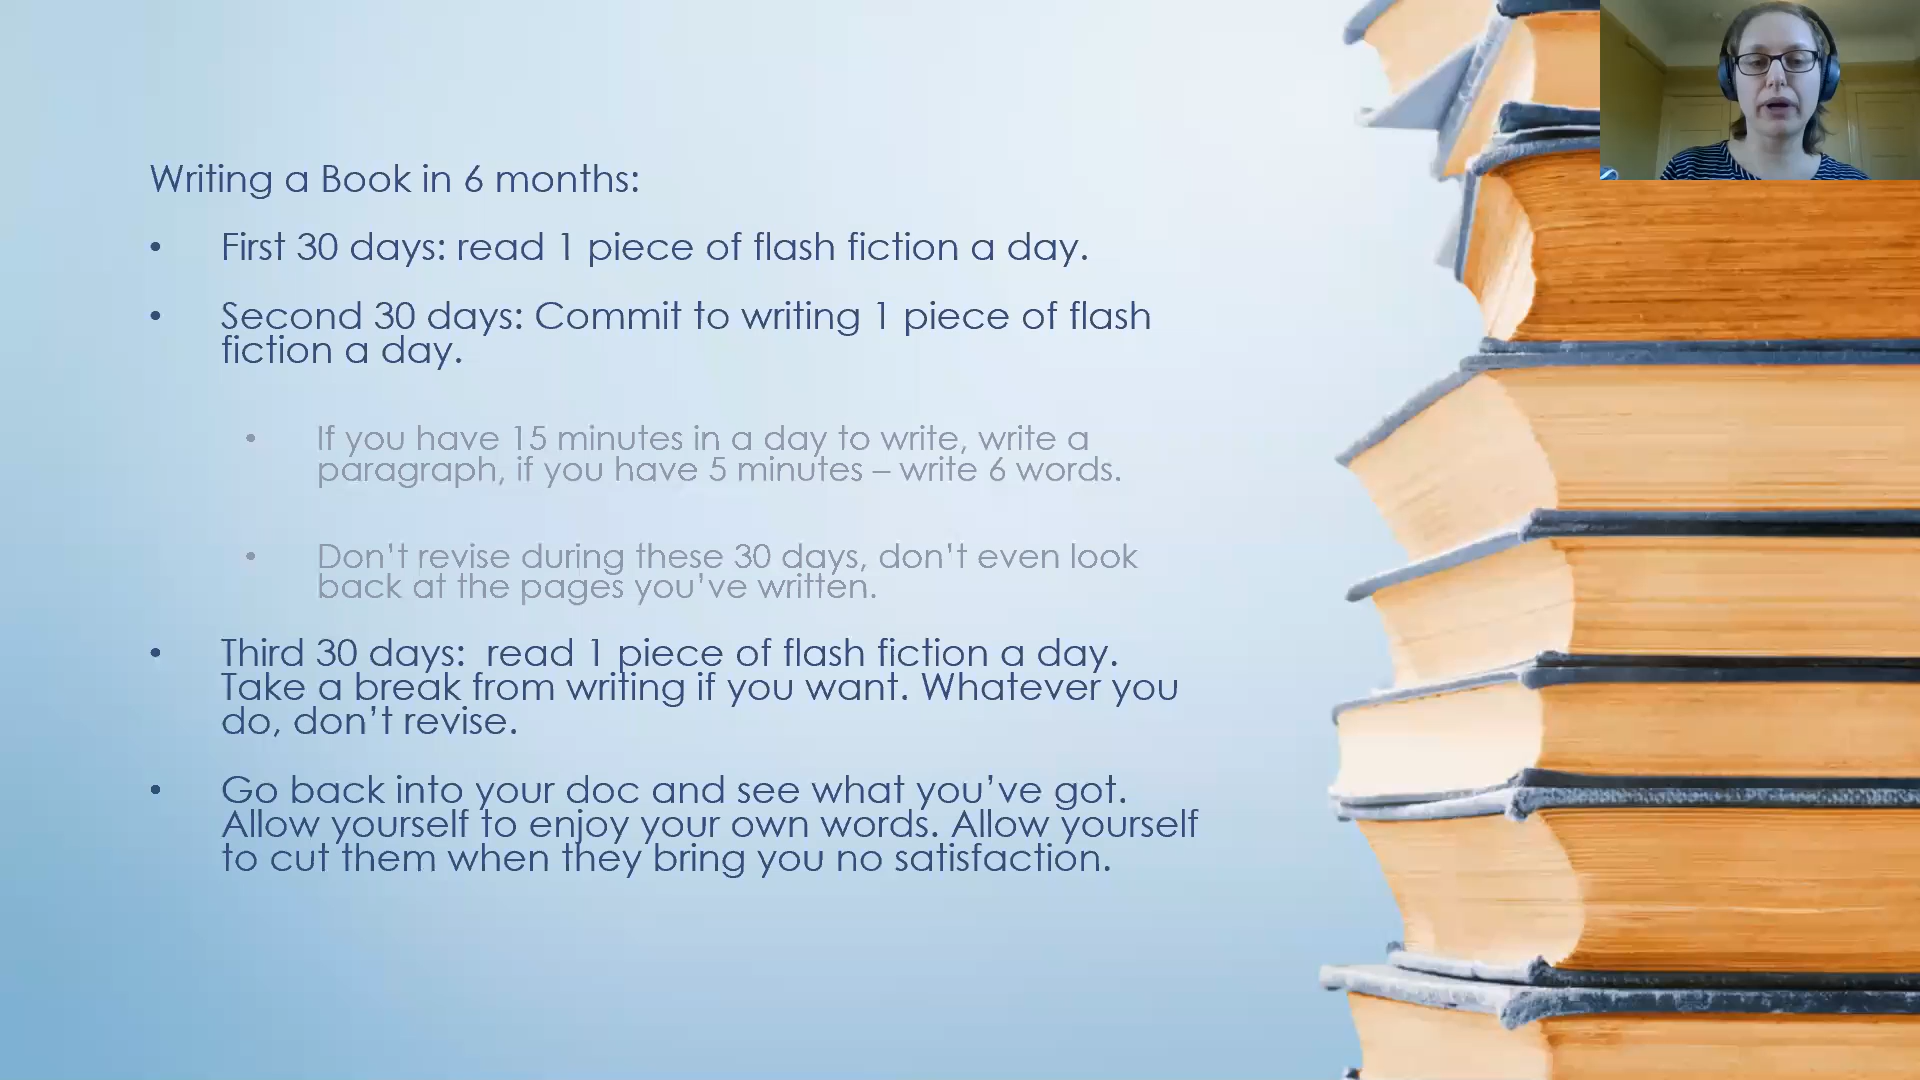 Writing a Book in 6 months:
• First 30 days: read 1 piece of flash fiction a day.
• Second 30 days: Commit to writing 1 piece of flash
fiction a day.
• If you have 15 minutes in a day to write, write a
paragraph, if you have 5 minutes – write 6 words.
• Don't revise during these 30 days, don't even look
back at the pages you've written.
• Third 30 days:  read 1 piece of flash fiction a day.
Take a break from writing if you want. Whatever you
do, don't revise.
• Go back into your doc and see what you've got.
Allow yourself to enjoy your own words. Allow yourself
to cut them when they bring you no satisfaction.